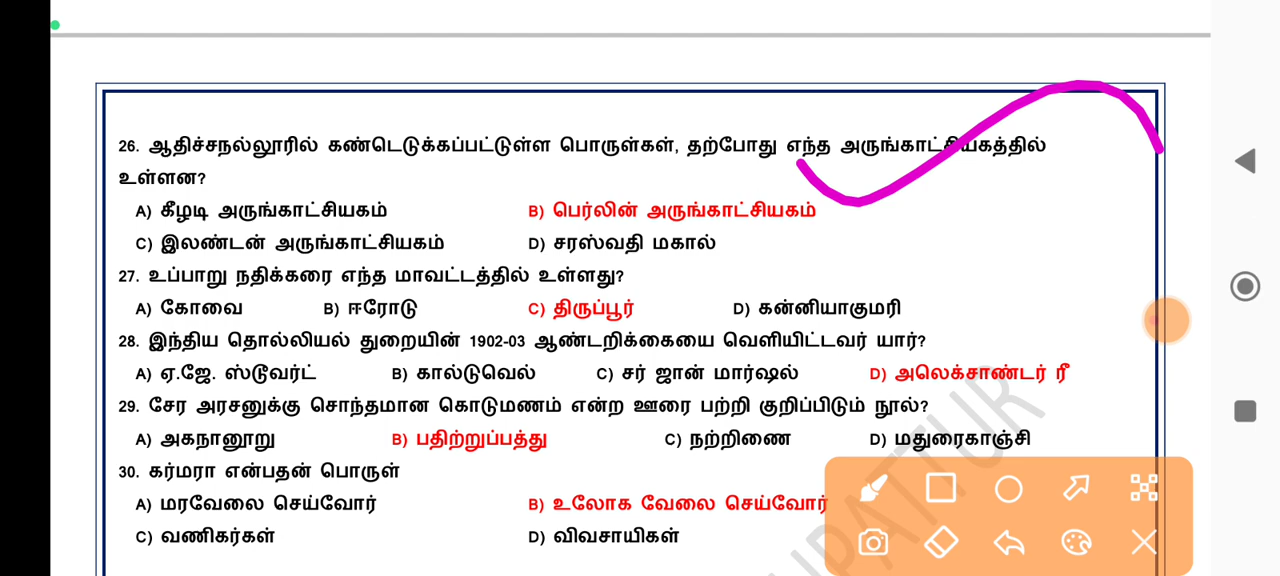 26. ஆதிச்சநல்லூரில் கண்டெடுக்கப்பட்டுள்ள பொருள்கள், தற்போது எந்த அருங்காட்சியகத்தில்
உள்ளன?
A) கீழடி அருங்காட்சியகம் B) பெர்லின் அருங்காட்சியகம்
C) இலண்டன் அருங்காட்சியகம் D) சரஸ்வதி மகால்
27. உப்பாறு நதிக்கரை எந்த மாவட்டத்தில் உள்ளது?
A) கோவை B) ஈரோடு C) திருப்பூர் D) கன்னியாகுமரி
28. இந்திய தொல்லியல் துறையின் 1902-03 ஆண்டறிக்கையை வெளியிட்டவர் யார்?
A) ஏ.ஜே. ஸ்டூவர்ட் B) கால்டுவெல் C) சர் ஜான் மார்ஷல் D) அலெக்சாண்டர் ரீ
29. சேர அரசனுக்கு சொந்தமான கொடுமணம் என்ற ஊரை பற்றி குறிப்பிடும் நூல்?
A) அகநானூறு B) பதிற்றுப்பத்து C) நற்றிணை D) மதுரைகாஞ்சி
30. கர்மரா என்பதன் பொருள்
A) மரவேலை செய்வோர் B) உலோக வேலை செய்வோர்
C) வணிகர்கள் D) விவசாயிகள்